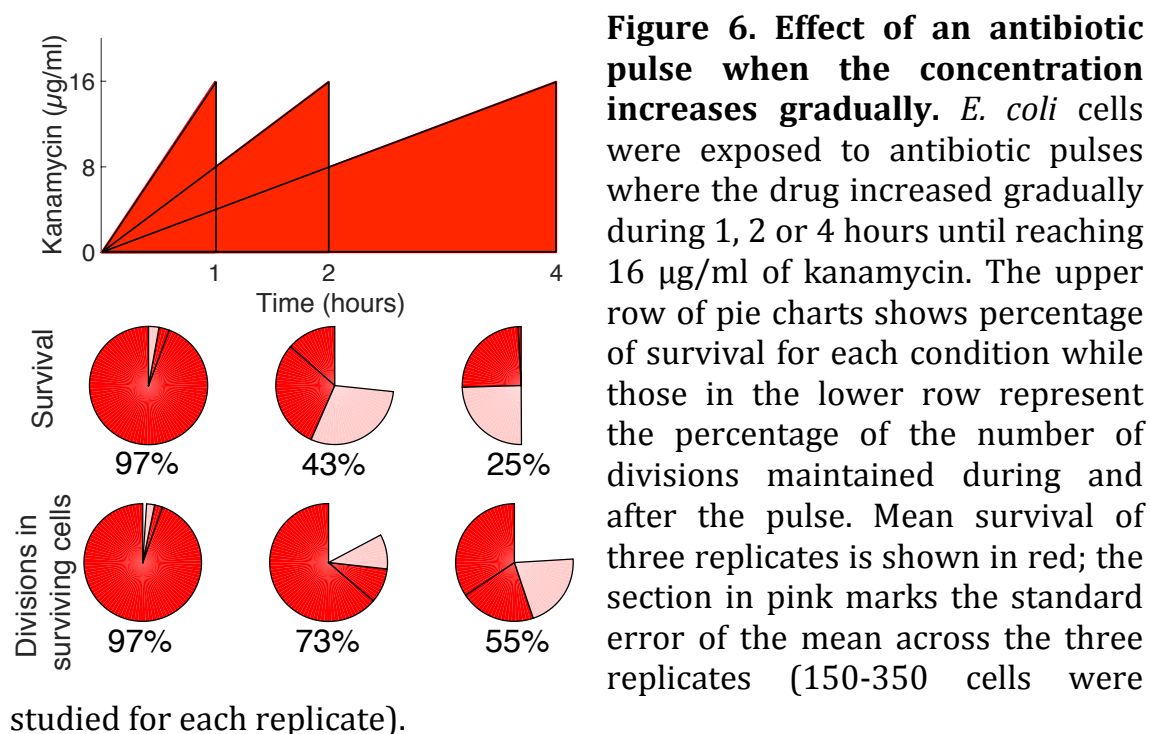 Kanamycin (µg/ml)
16
8
0
1
2
4
Time (hours)
Survival
97%
43%
25%
Divisions in
surviving cells
97%
73%
55%
Figure 6. Effect of an antibiotic
pulse when the concentration
increases gradually. E. coli cells
were exposed to antibiotic pulses
where the drug increased gradually
during 1, 2 or 4 hours until reaching
16 µg/ml of kanamycin. The upper
row of pie charts shows percentage
of survival for each condition while
those in the lower row represent
the percentage of the number of
divisions maintained during and
after the pulse. Mean survival of
three replicates is shown in red; the
section in pink marks the standard
error of the mean across the three
replicates (150-350 cells were
studied for each replicate).